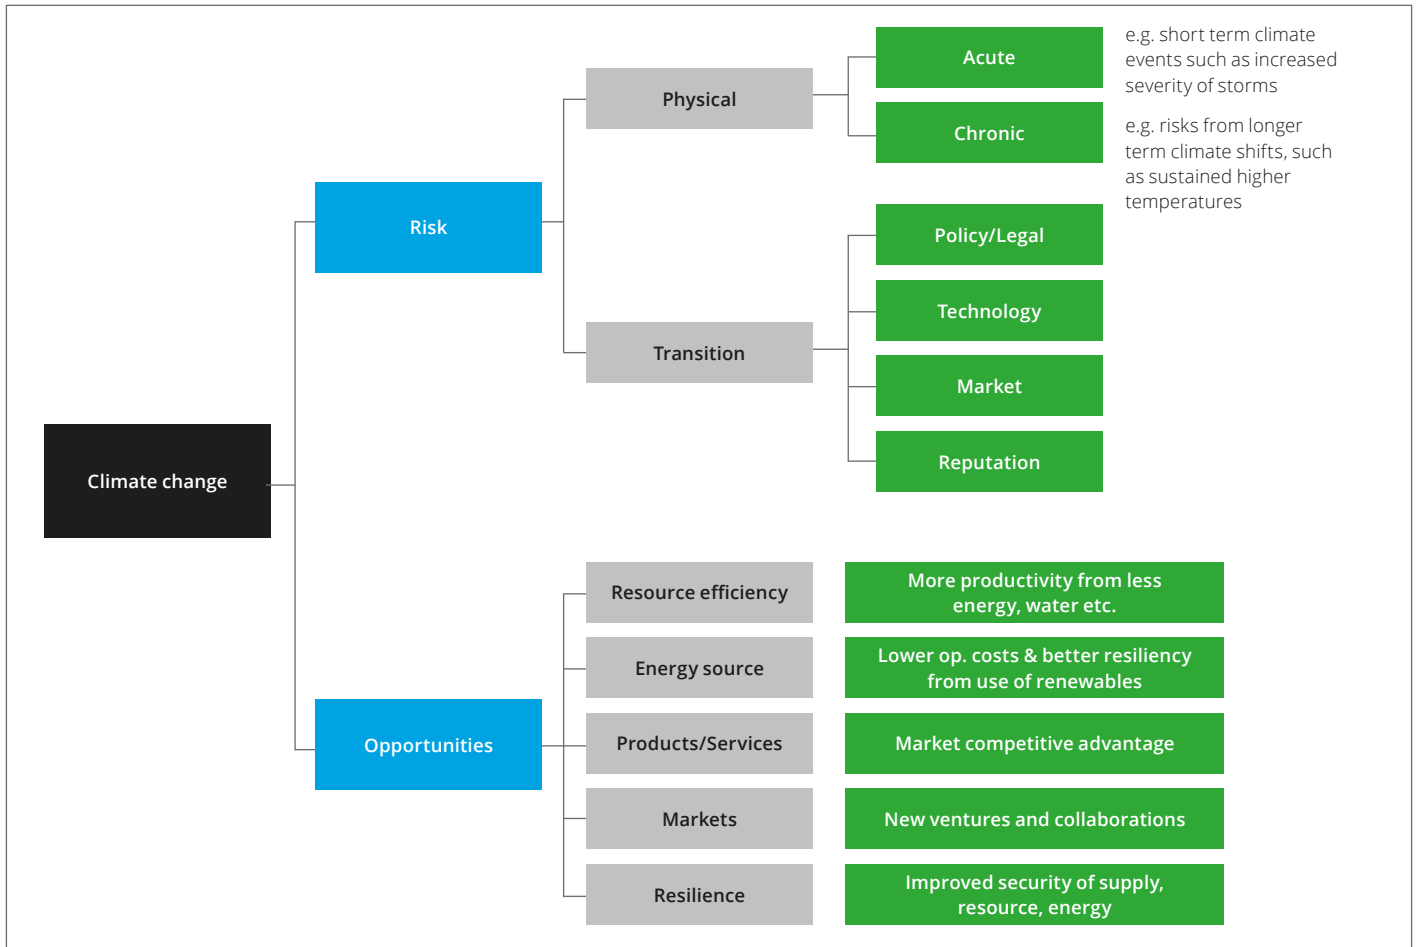 Climate change
Risk
Physical
Acute
e.g. short term climate
events such as increased
severity of storms
Chronic
e.g. risks from longer
term climate shifts, such
as sustained higher
temperatures
Transition
Policy/Legal
Technology
Market
Reputation
Opportunities
Resource efficiency
More productivity from less
energy, water etc.
Energy source
Lower op. costs & better resiliency
from use of renewables
Products/Services
Market competitive advantage
Markets
New ventures and collaborations
Resilience
Improved security of supply,
resource, energy